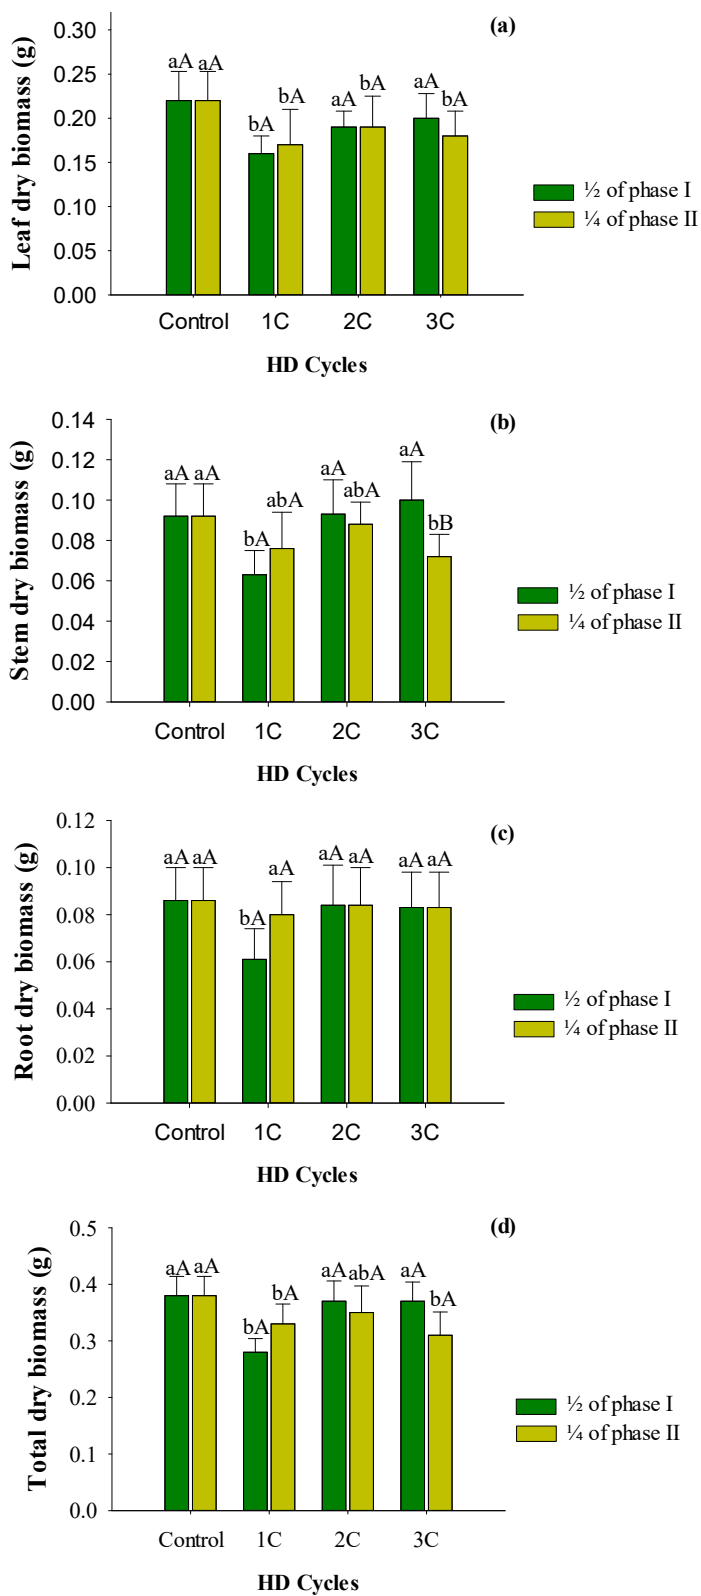 (a)
Leaf dry biomass (g)
0.30
0.25
0.20
0.15
0.10
0.05
0.00
aA aA
bA bA
aA bA
aA bA
Control 1C 2C 3C
HD Cycles
½ of phase I
¼ of phase II
(b)
Stem dry biomass (g)
0.14
0.12
0.10
0.08
0.06
0.04
0.02
0.00
aA aA
bA abA
aA abA
aA bB
Control 1C 2C 3C
HD Cycles
½ of phase I
¼ of phase II
(c)
Root dry biomass (g)
0.12
0.10
0.08
0.06
0.04
0.02
0.00
aA aA
bA aA
aA aA
aA aA
Control 1C 2C 3C
HD Cycles
½ of phase I
¼ of phase II
(d)
Total dry biomass (g)
0.5
0.4
0.3
0.2
0.1
0.0
aA aA
bA bA
aA abA
aA bA
Control 1C 2C 3C
HD Cycles
½ of phase I
¼ of phase II